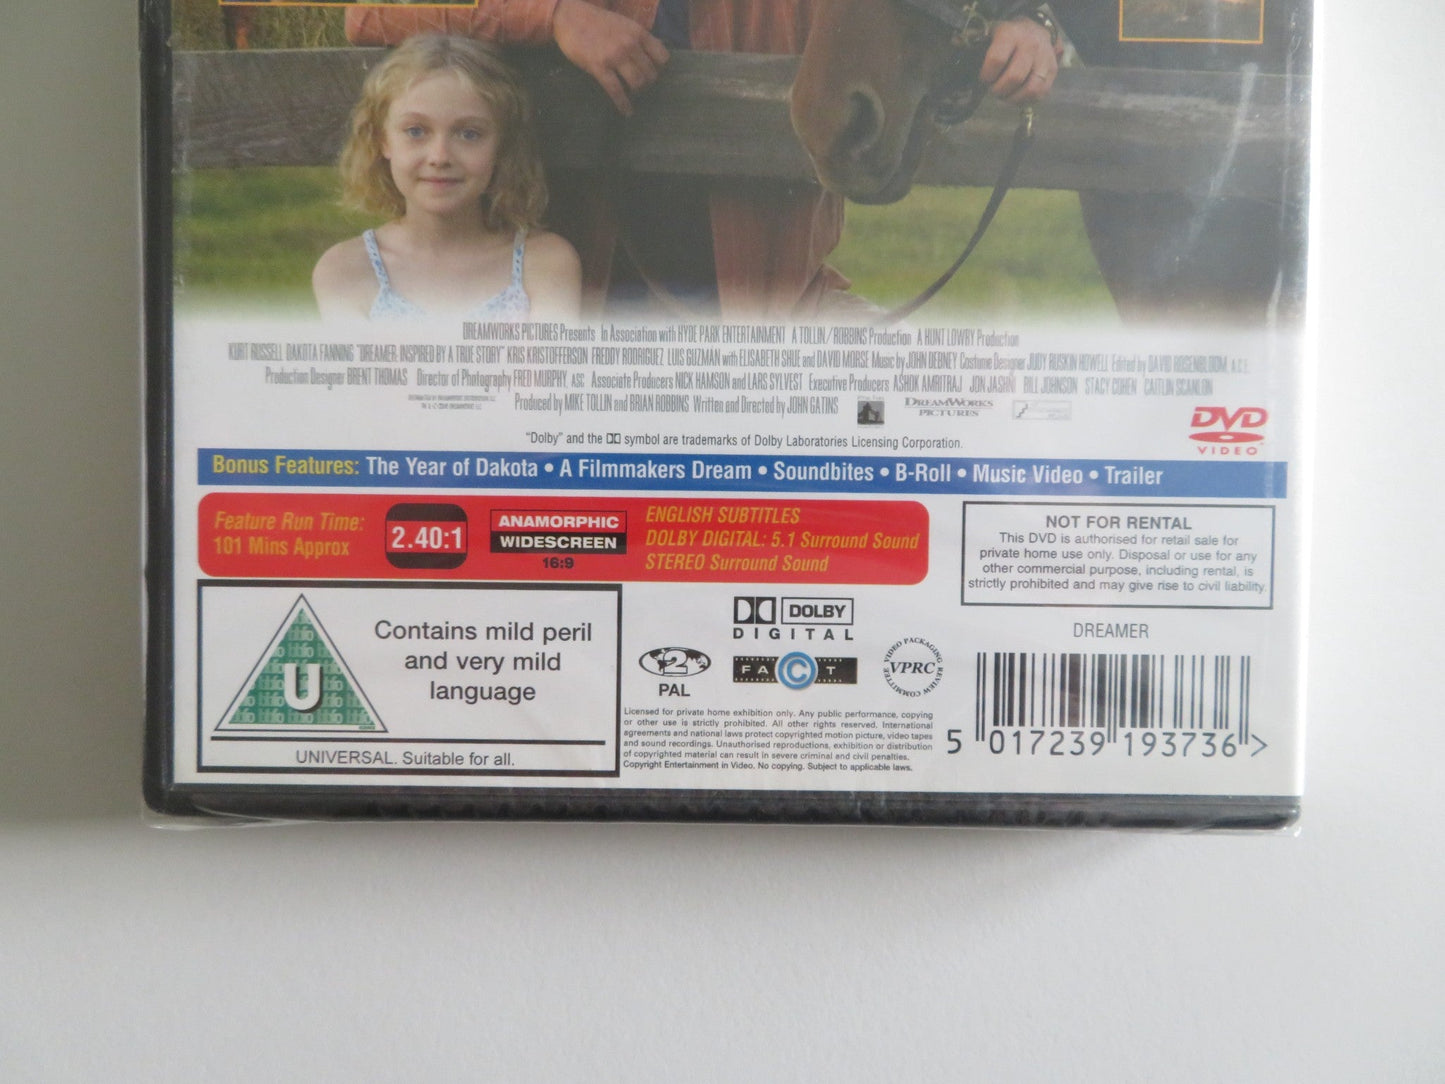 DREAMWORKS PICTURES Presents In Association with HYDE PARK ENTERTAINMENT A TOLLIN/ROBBINS Production A HUNT LOWRY Production
KURT RUSSELL DAKOTA FANNING "DREAMER: INSPIRED BY A TRUE STORY" KRIS KRISTOFFERSON FREDDY RODRIGUEZ LUIS GUZMAN with ELISABETH SHUE and DAVID MORSE Music by JOHN DEBNEY Costume Designer JUDY RUSKIN HOWELL Edited by DAVID ROSENBLOOM, A.C.E.
Production Designer BRENT THOMAS Director of Photography FRED MURPHY, ASC Associate Producers NICK HAMSON and LARS SYLVEST Executive Producers ASHOK AMRITRAJ JON JASHNI BILL JOHNSON STACY COHEN CAITLIN SCANLON
Produced by MIKE TOLLIN and BRIAN ROBBINS Written and Directed by JOHN GATINS
DREAMWORKS
PICTURES
DVD
VIDEO
"Dolby" and the DD symbol are trademarks of Dolby Laboratories Licensing Corporation.
Bonus Features: The Year of Dakota • A Filmmakers Dream • Soundbites • B-Roll • Music Video • Trailer
Feature Run Time:
101 Mins Approx
2.40:1
ANAMORPHIC
WIDESCREEN
16:9
ENGLISH SUBTITLES
DOLBY DIGITAL: 5.1 Surround Sound
STEREO Surround Sound
NOT FOR RENTAL
This DVD is authorised for retail sale for
private home use only. Disposal or use for any
other commercial purpose, including rental, is
strictly prohibited and may give rise to civil liability.
U
Contains mild peril
and very mild
language
UNIVERSAL. Suitable for all.
2
PAL
DOLBY
DIGITAL
FACT
VIDEO PACKAGING REVIEW COMMITTEE
VPRC
Licensed for private home exhibition only. Any public performance, copying
or other use is strictly prohibited. All other rights reserved. International
agreements and national laws protect copyrighted motion picture, video tapes
and sound recordings. Unauthorised reproductions, exhibition or distribution
of copyrighted material can result in severe criminal and civil penalties.
Copyright Entertainment in Video. No copying. Subject to applicable laws.
DREAMER
5 017239 193736 >